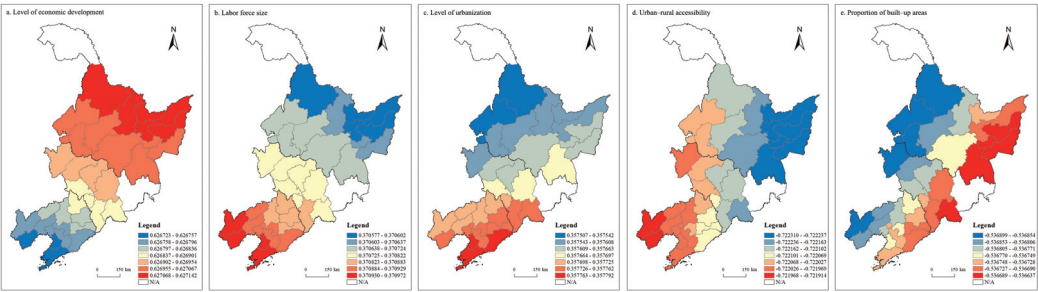 a. Level of economic development
N
Legend
0.626723 - 0.626757
0.626758 - 0.626796
0.626797 - 0.626836
0.626837 - 0.626901
0.626902 - 0.626954
0.626955 - 0.627067
0.627068 - 0.627142
N/A
0 150 km
b. Labor force size
N
Legend
0.370577 - 0.370602
0.370603 - 0.370637
0.370638 - 0.370724
0.370725 - 0.370822
0.370823 - 0.370883
0.370884 - 0.370929
0.370930 - 0.370972
N/A
0 150 km
c. Level of urbanization
N
Legend
0.357507 - 0.357542
0.357543 - 0.357608
0.357609 - 0.357663
0.357664 - 0.357697
0.357698 - 0.357725
0.357726 - 0.357762
0.357763 - 0.357792
N/A
0 150 km
d. Urban-rural accessibility
N
Legend
-0.722310 - -0.722237
-0.722236 - -0.722163
-0.722162 - -0.722102
-0.722101 - -0.722069
-0.722068 - -0.722027
-0.722026 - -0.721969
-0.721968 - -0.721914
N/A
0 150 km
e. Proportion of built-up areas
N
Legend
-0.536899 - -0.536854
-0.536853 - -0.536806
-0.536805 - -0.536771
-0.536770 - -0.536749
-0.536748 - -0.536728
-0.536727 - -0.536690
-0.536689 - -0.536637
N/A
0 150 km